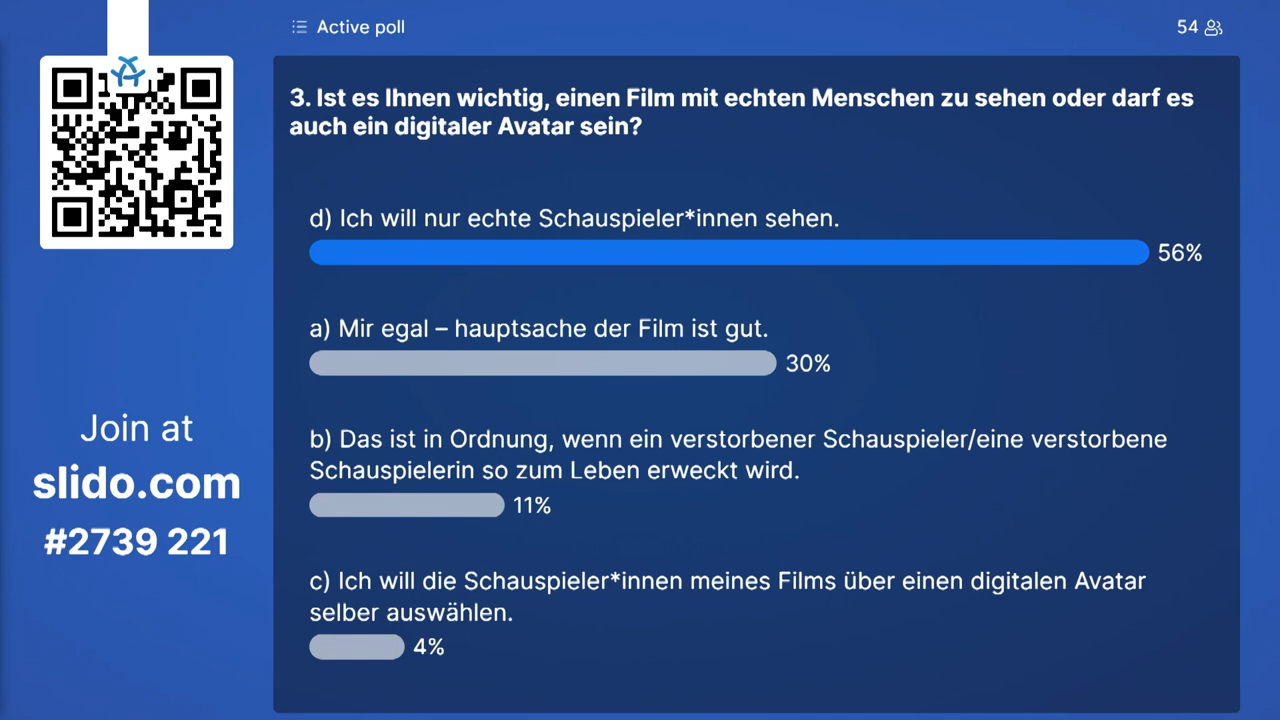 Active poll
54
3. Ist es Ihnen wichtig, einen Film mit echten Menschen zu sehen oder darf es
auch ein digitaler Avatar sein?
d) Ich will nur echte Schauspieler*innen sehen.
56%
a) Mir egal – hauptsache der Film ist gut.
30%
b) Das ist in Ordnung, wenn ein verstorbener Schauspieler/eine verstorbene
Schauspielerin so zum Leben erweckt wird.
11%
c) Ich will die Schauspieler*innen meines Films über einen digitalen Avatar
selber auswählen.
4%
Join at
slido.com
#2739 221